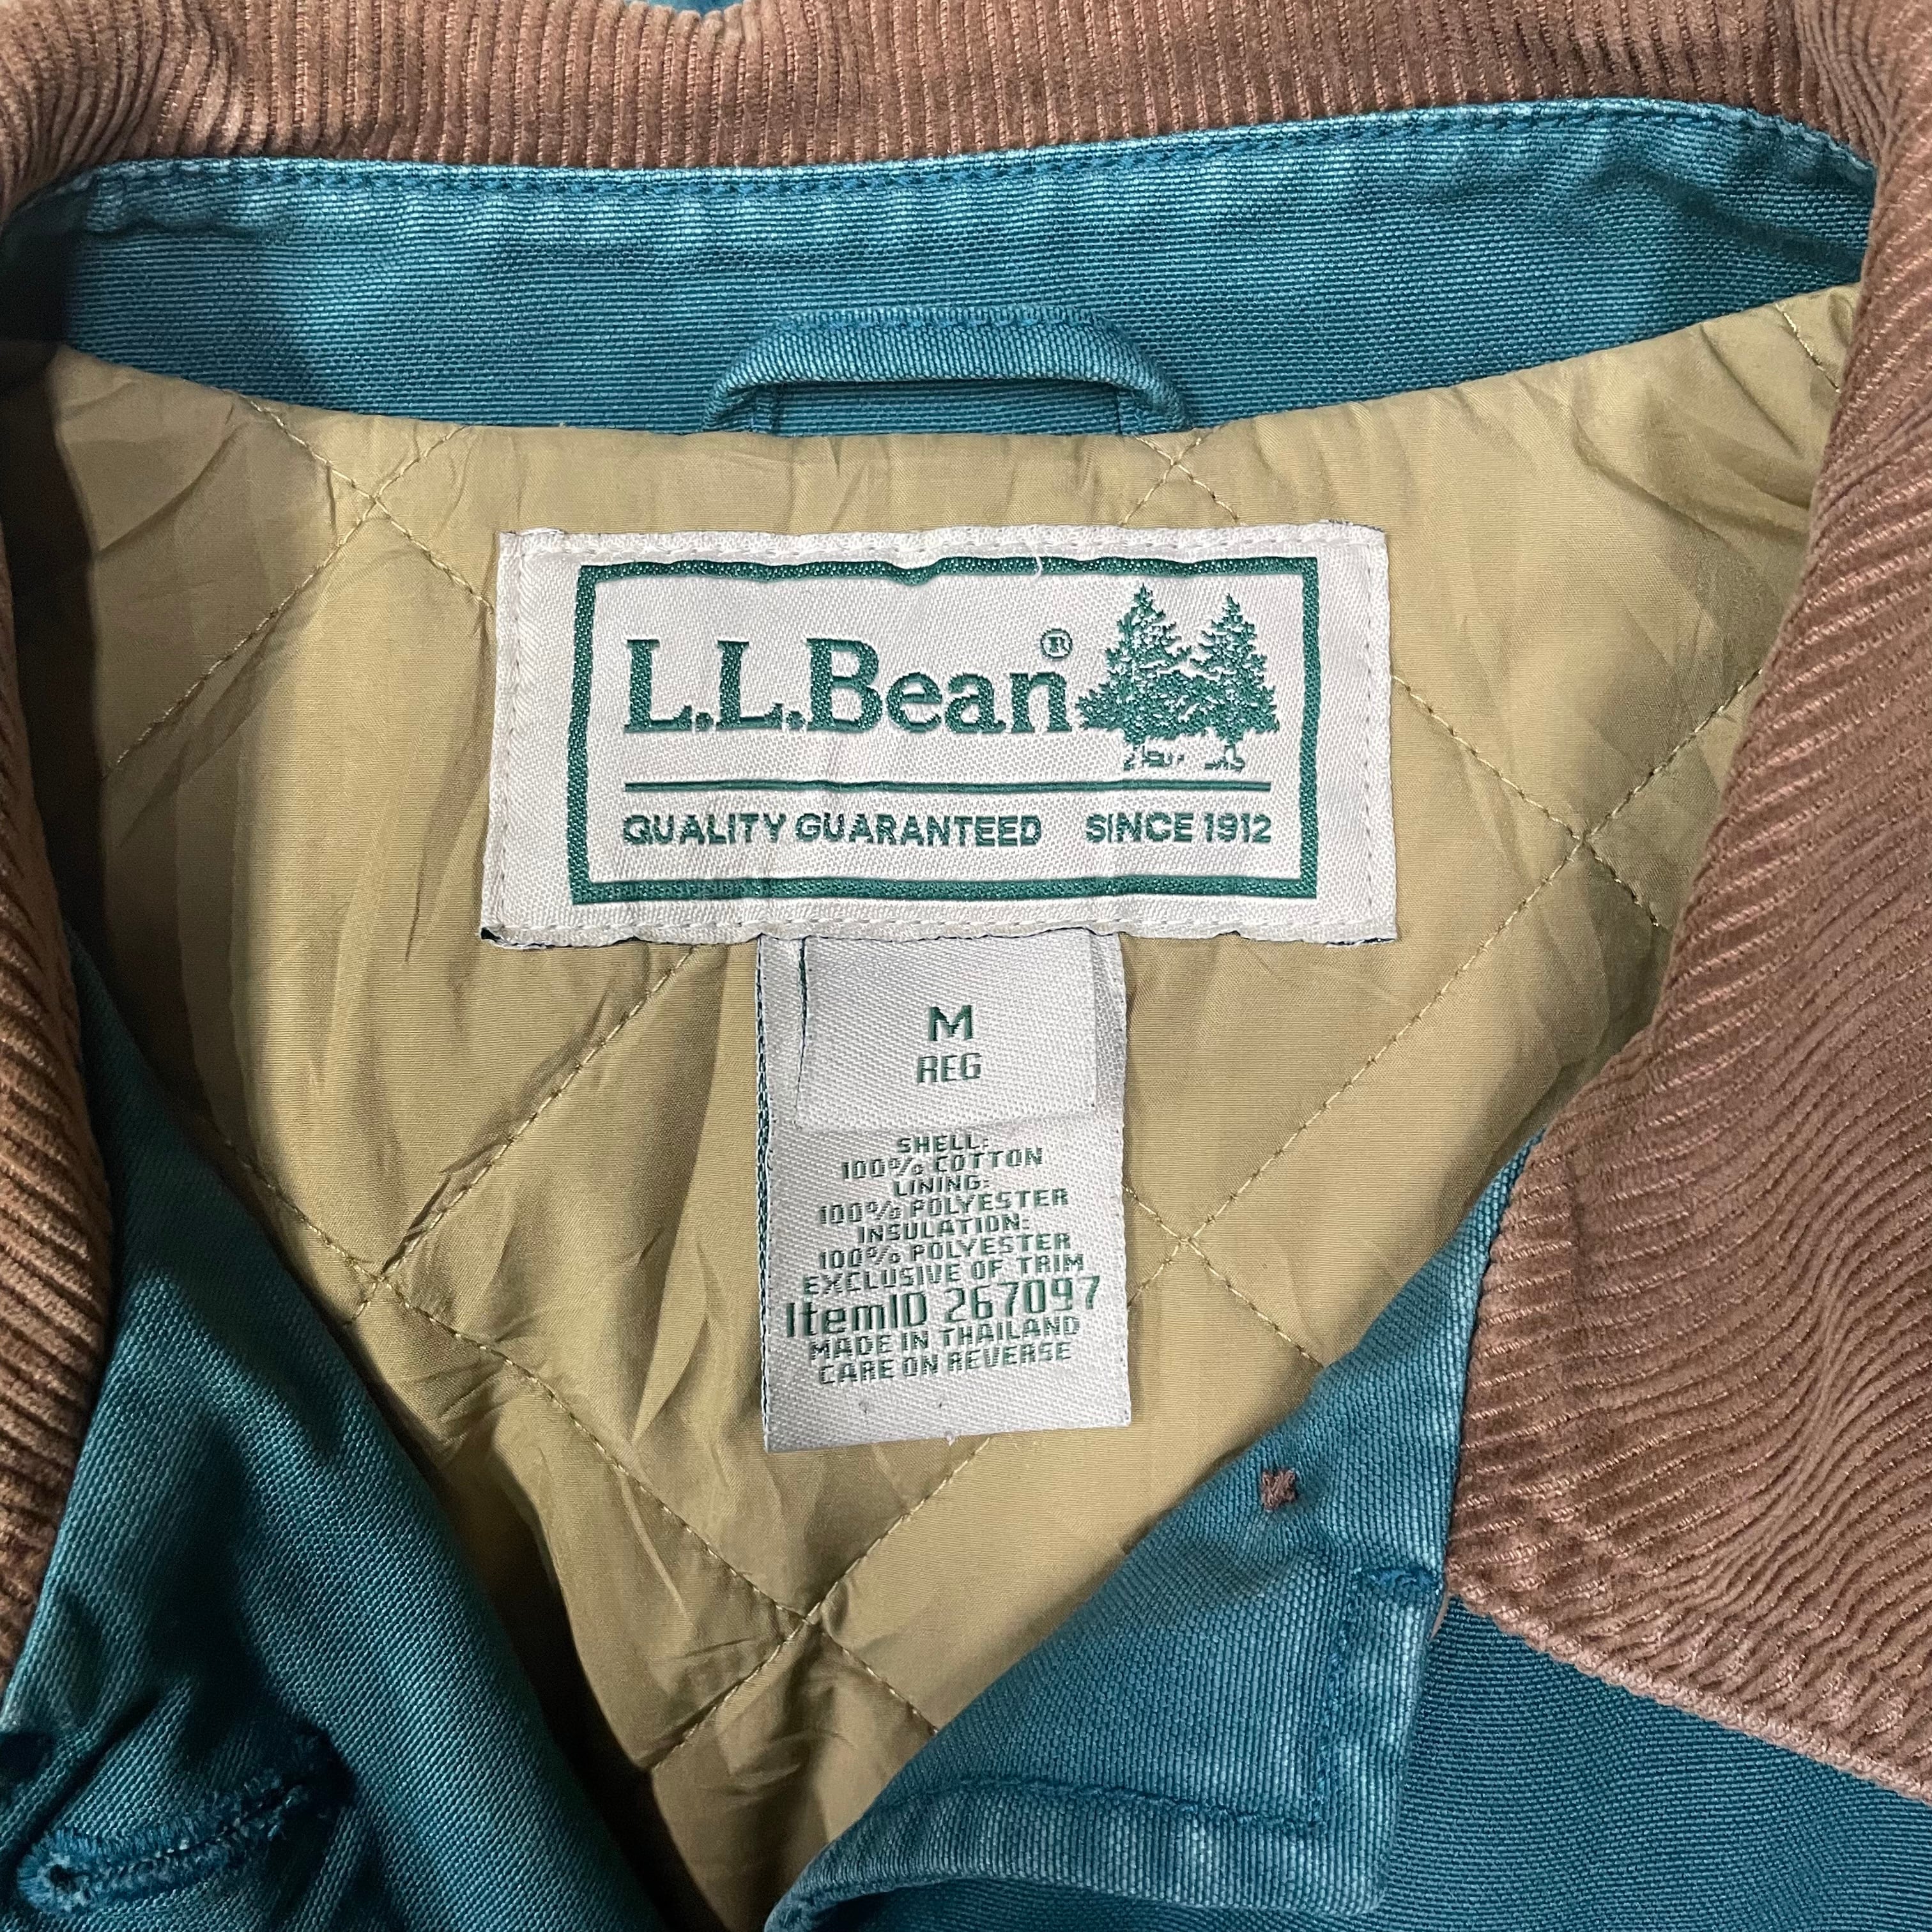 L.L.Bean®
QUALITY GUARANTEED SINCE 1912
M
REG
SHELL:
100% COTTON
LINING:
100% POLYESTER
INSULATION:
100% POLYESTER
EXCLUSIVE OF TRIM
ItemID 267097
MADE IN THAILAND
CARE ON REVERSE